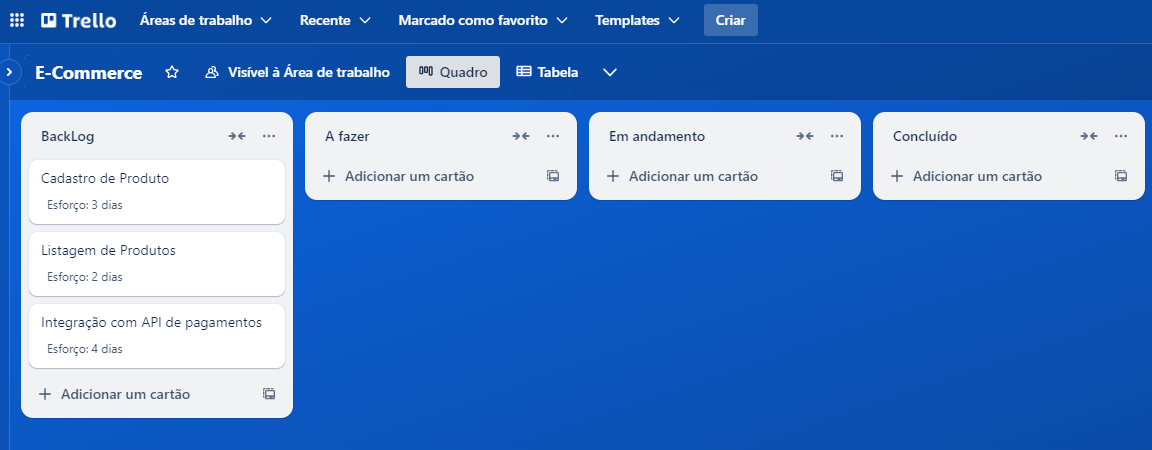 Trello Áreas de trabalho Recente Marcado como favorito Templates Criar
E-Commerce Visível à Área de trabalho Quadro Tabela
BackLog
Cadastro de Produto
Esforço: 3 dias
Listagem de Produtos
Esforço: 2 dias
Integração com API de pagamentos
Esforço: 4 dias
Adicionar um cartão
A fazer
Adicionar um cartão
Em andamento
Adicionar um cartão
Concluído
Adicionar um cartão